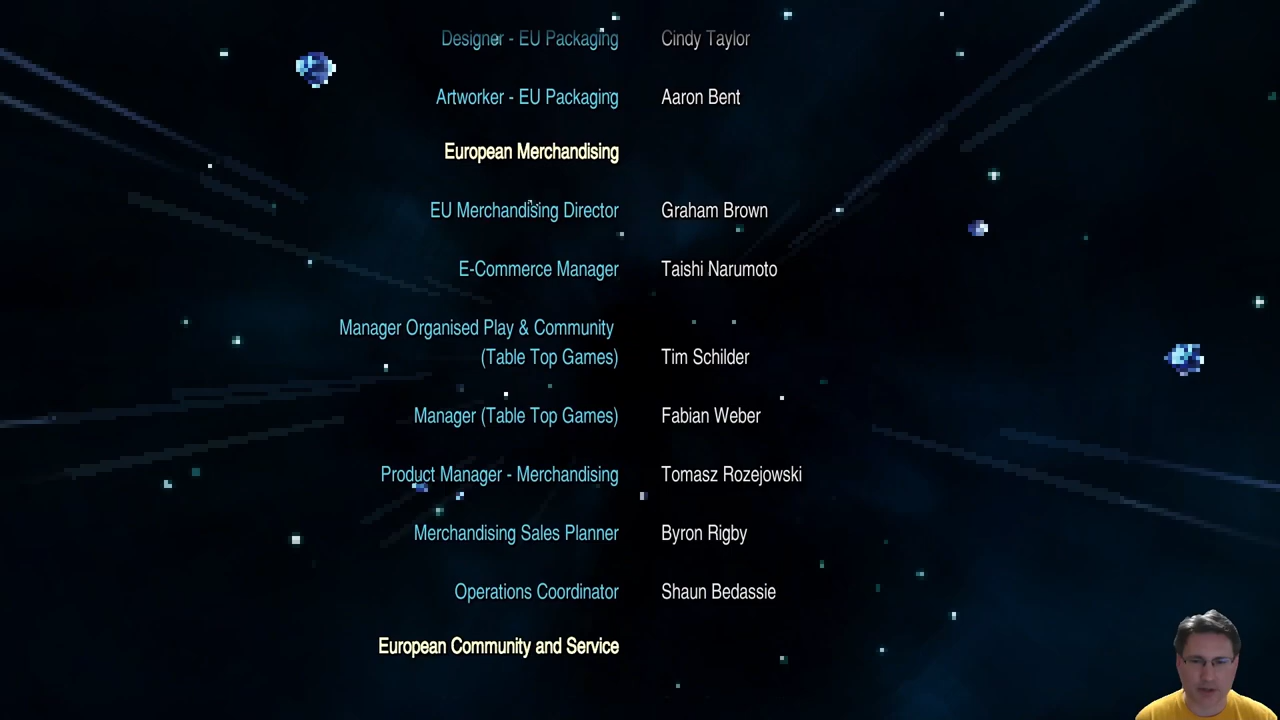 Designer - EU Packaging Cindy Taylor
Artworker - EU Packaging Aaron Bent
European Merchandising
EU Merchandising Director Graham Brown
E-Commerce Manager Taishi Narumoto
Manager Organised Play & Community
(Table Top Games) Tim Schilder
Manager (Table Top Games) Fabian Weber
Product Manager - Merchandising Tomasz Rozejowski
Merchandising Sales Planner Byron Rigby
Operations Coordinator Shaun Bedassie
European Community and Service